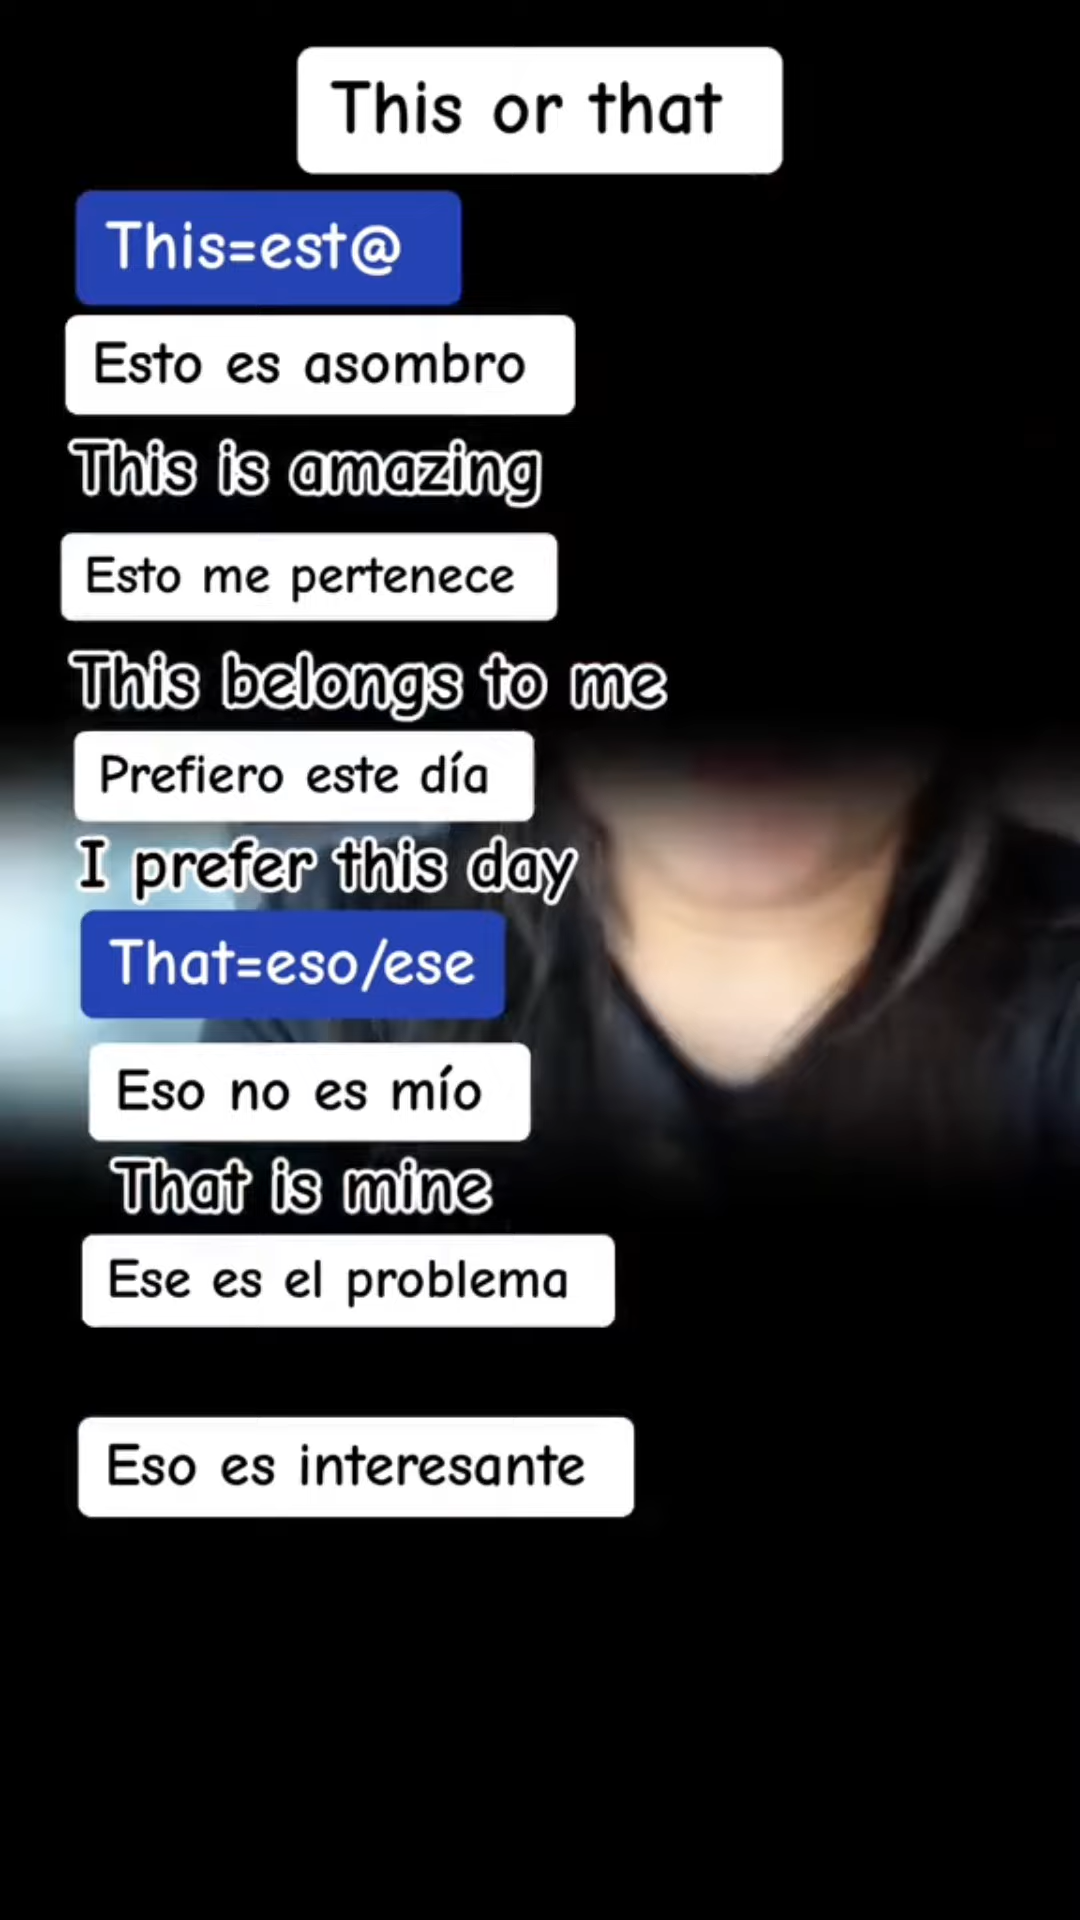 This or that
This=est@
Esto es asombro
This is amazing
Esto me pertenece
This belongs to me
Prefiero este día
I prefer this day
That=eso/ese
Eso no es mío
That is mine
Ese es el problema
Eso es interesante